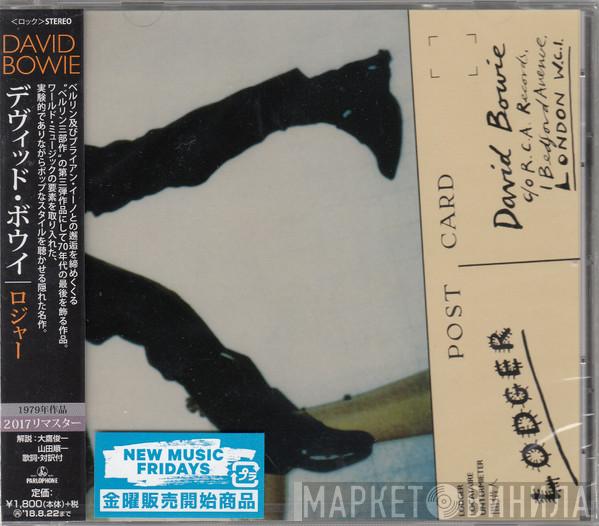 <ロック>STEREO
DAVID
BOWIE
デヴィッド・ボウイ
ロジャー
ベルリン及びブライアン・イーノとの邂逅を締めくくる
"ベルリン三部作"の第三弾作品にして70年代の最後を飾る作品。
ワールド・ミュージックの要素を取り入れた、
実験的でありながらポップなスタイルを聴かせる隠れた名作。
1979年作品
2017リマスター
解説:大鷹俊一
山田順一
歌詞・対訳付
PARLOPHONE
定価:
¥1,800(本体)+税
'18.8.22まで
NEW MUSIC
FRIDAYS
金曜販売開始商品
POST CARD
David Bowie
c/o R.C.A. Records,
1 Bedford Avenue,
LONDON W.C.1.
LODGER
LODGER
LOCATAIRE
UNTERMIETER
МАРКЕТ ВИНИЛА